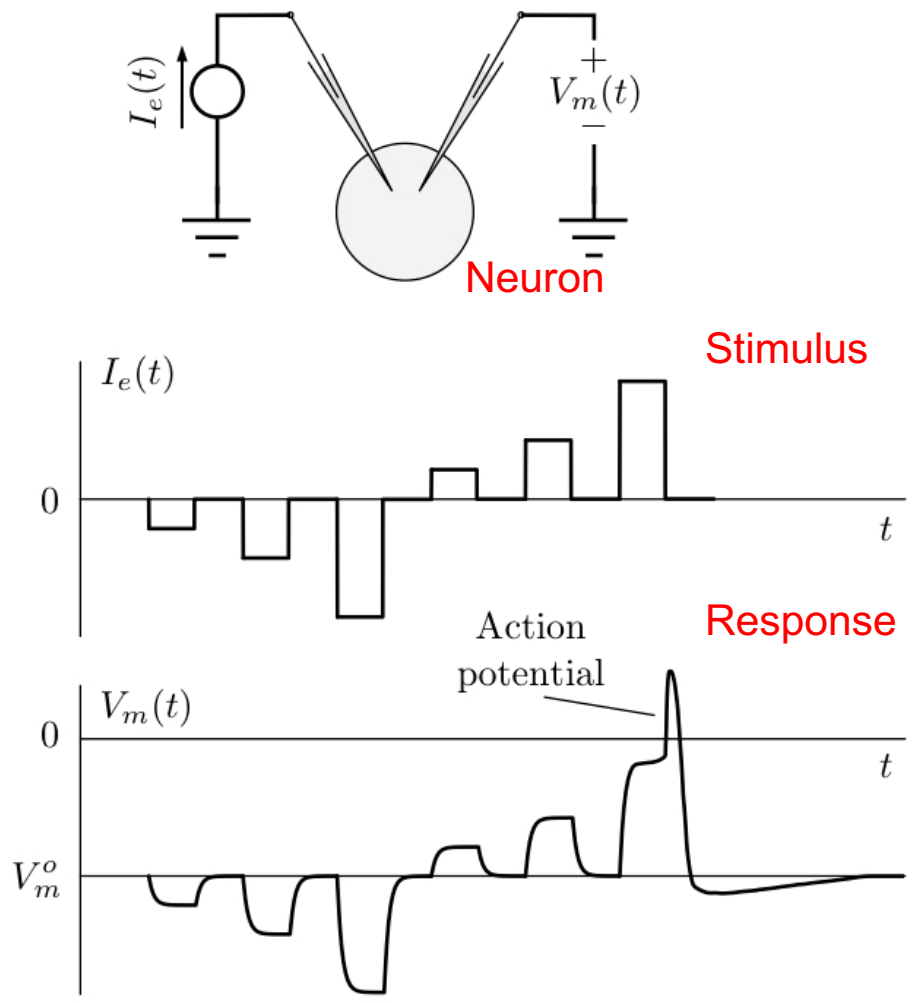 I_e(t)
+
V_m(t)
−
Neuron
Stimulus
I_e(t)
0
t
Response
Action
potential
V_m(t)
0
t
V_m^o